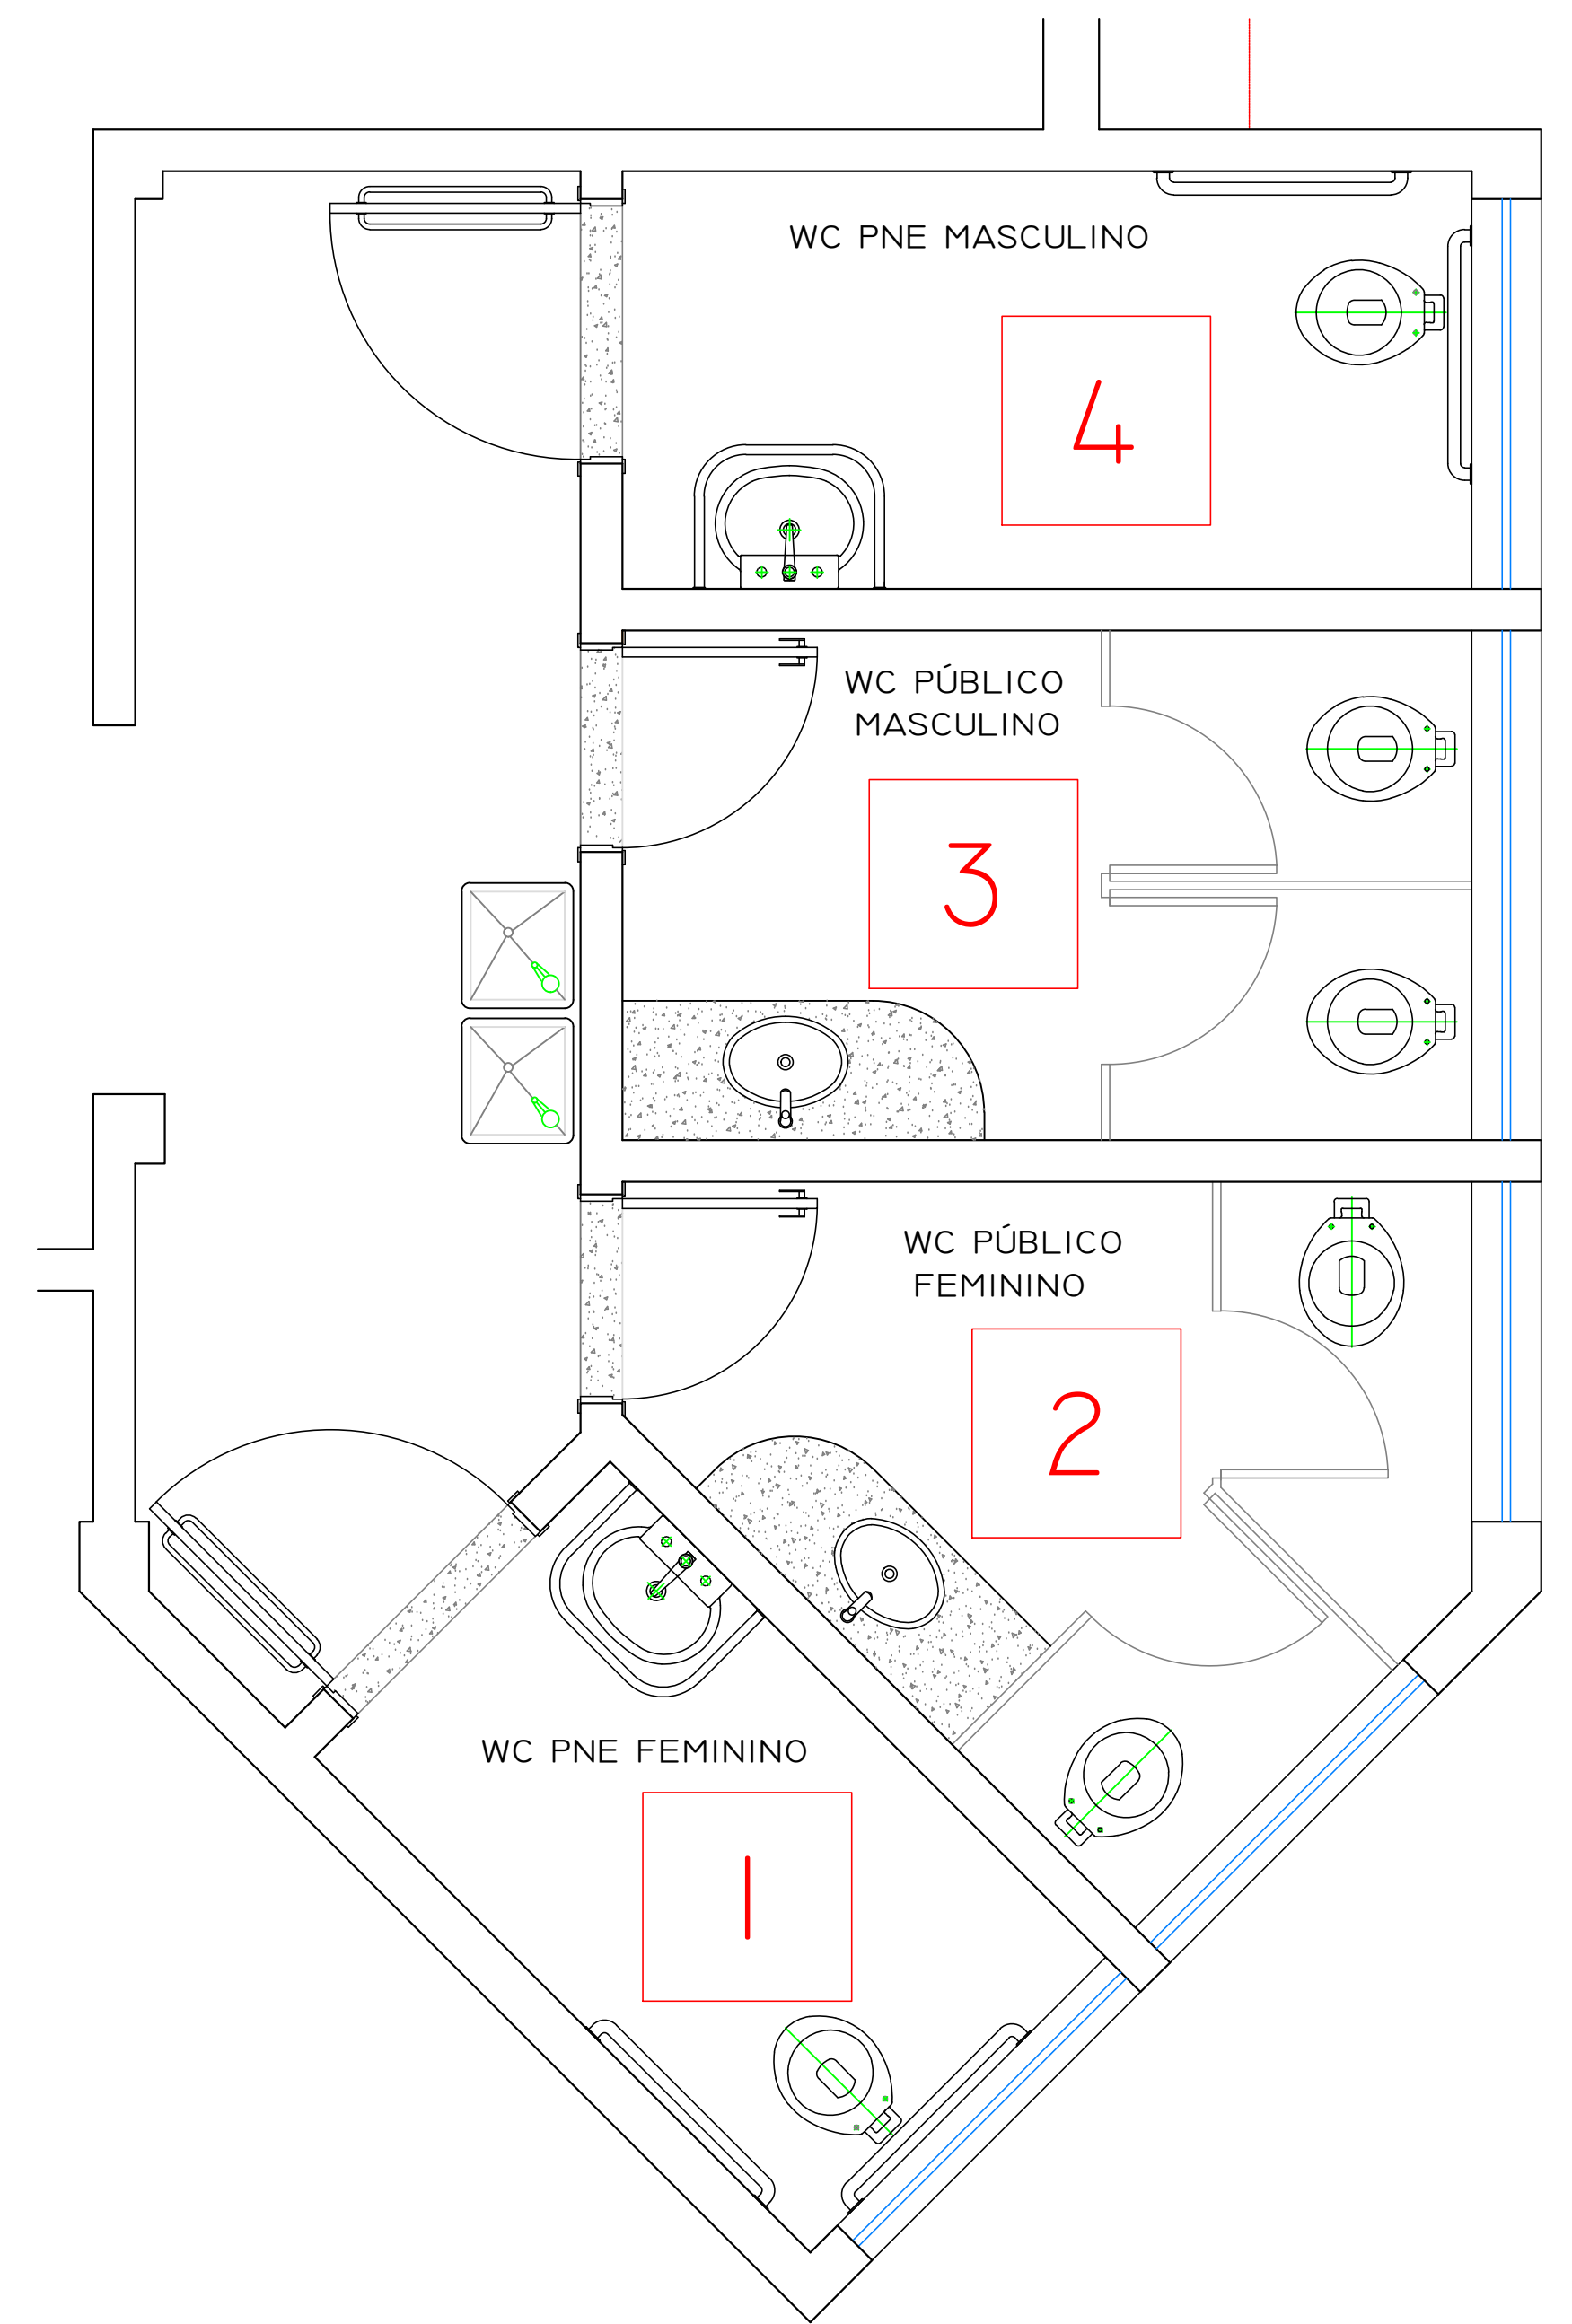 WC PNE MASCULINO
4
WC PÚBLICO
MASCULINO
3
WC PÚBLICO
FEMININO
2
WC PNE FEMININO
1